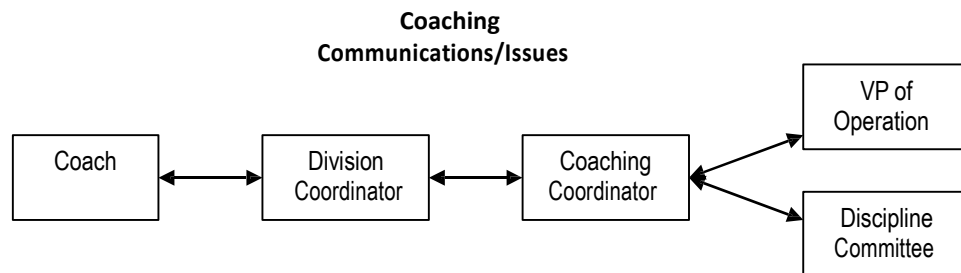 Coaching
Communications/Issues
VP of
Operation
Coach
Division
Coordinator
Coaching
Coordinator
Discipline
Committee